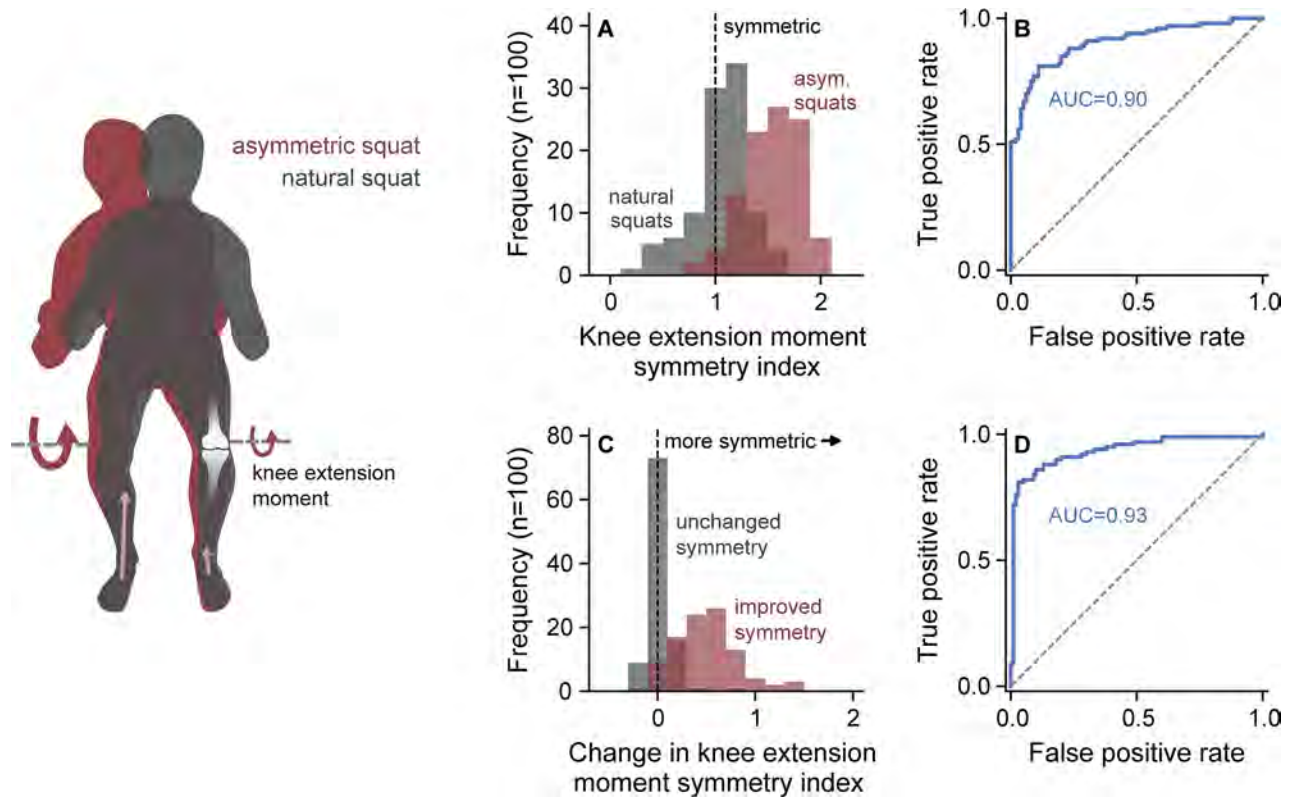 asymmetric squat
natural squat
knee extension
moment
A
symmetric
asym.
squats
natural
squats
Frequency (n=100)
40
30
20
10
0
0
1
2
Knee extension moment
symmetry index
B
AUC=0.90
True positive rate
1.0
0.5
0.0
0.0
0.5
1.0
False positive rate
C
more symmetric
unchanged
symmetry
improved
symmetry
Frequency (n=100)
80
60
40
20
0
0
1
2
Change in knee extension
moment symmetry index
D
AUC=0.93
True positive rate
1.0
0.5
0.0
0.0
0.5
1.0
False positive rate